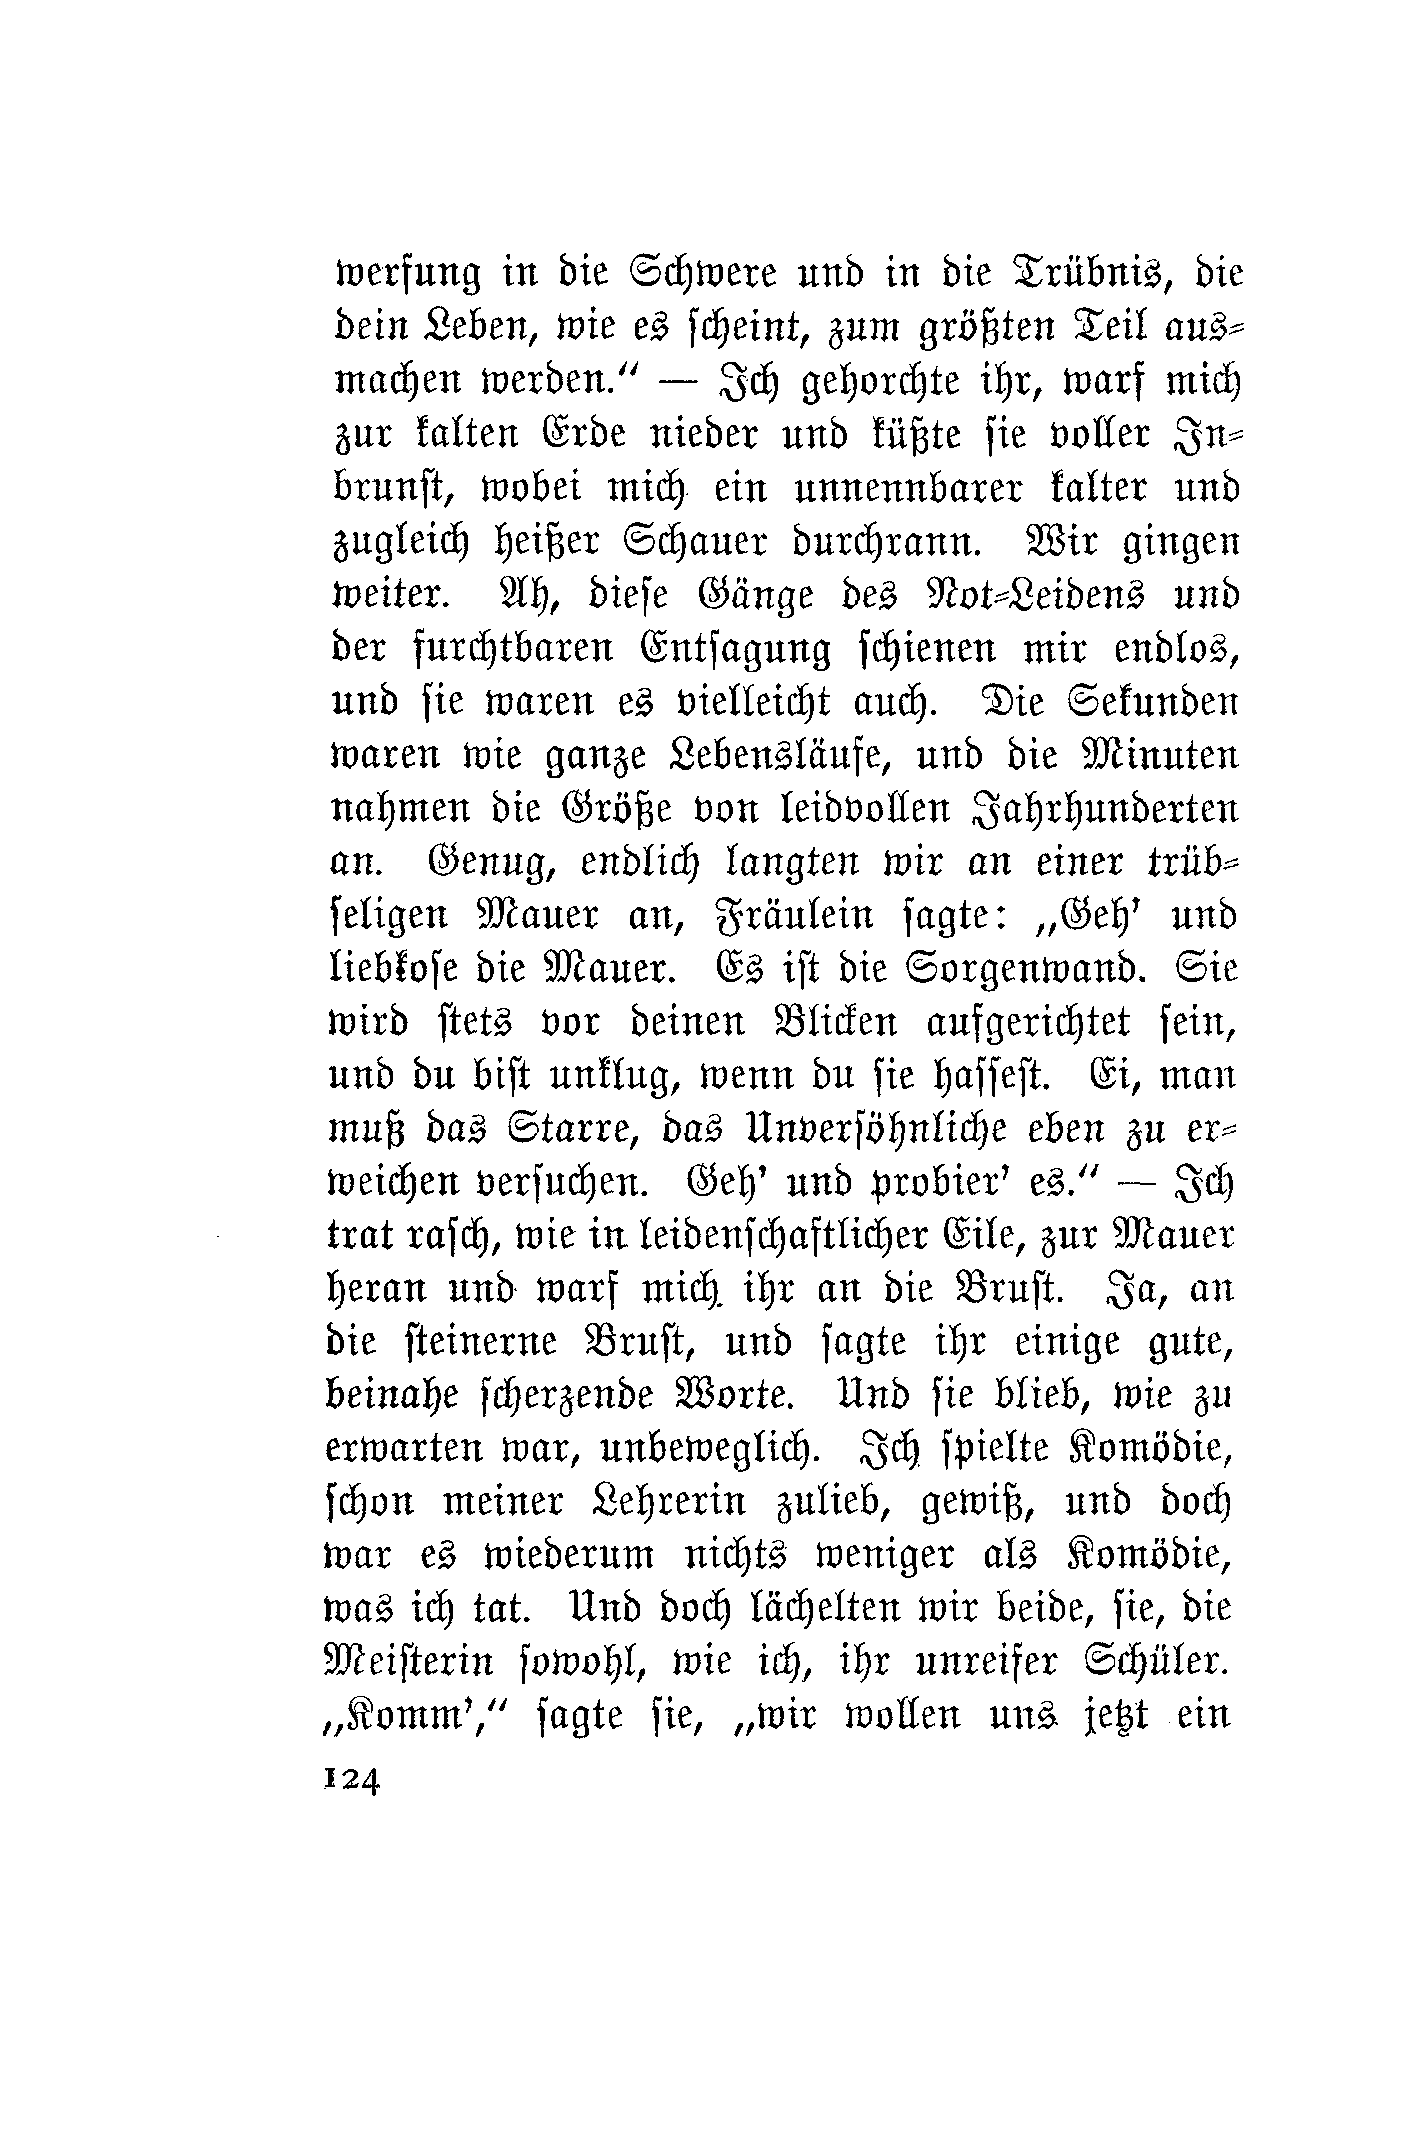 werfung in die Schwere und in die Trübnis, die
dein Leben, wie es scheint, zum größten Teil aus⸗
machen werden.“ — Ich gehorchte ihr, warf mich
zur kalten Erde nieder und küßte sie voller In⸗
brunst, wobei mich ein unnennbarer kalter und
zugleich heißer Schauer durchrann. Wir gingen
weiter. Ah, diese Gänge des Not⸗Leidens und
der furchtbaren Entsagung schienen mir endlos,
und sie waren es vielleicht auch. Die Sekunden
waren wie ganze Lebensläufe, und die Minuten
nahmen die Größe von leidvollen Jahrhunderten
an. Genug, endlich langten wir an einer trüb⸗
seligen Mauer an, Fräulein sagte: „Geh’ und
liebkose die Mauer. Es ist die Sorgenwand. Sie
wird stets vor deinen Blicken aufgerichtet sein,
und du bist unklug, wenn du sie hassest. Ei, man
muß das Starre, das Unversöhnliche eben zu er⸗
weichen versuchen. Geh’ und probier’ es.“ — Ich
trat rasch, wie in leidenschaftlicher Eile, zur Mauer
heran und warf mich ihr an die Brust. Ja, an
die steinerne Brust, und sagte ihr einige gute,
beinahe scherzende Worte. Und sie blieb, wie zu
erwarten war, unbeweglich. Ich spielte Komödie,
schon meiner Lehrerin zulieb, gewiß, und doch
war es wiederum nichts weniger als Komödie,
was ich tat. Und doch lächelten wir beide, sie, die
Meisterin sowohl, wie ich, ihr unreifer Schüler.
„Komm’,“ sagte sie, „wir wollen uns jetzt ein
124